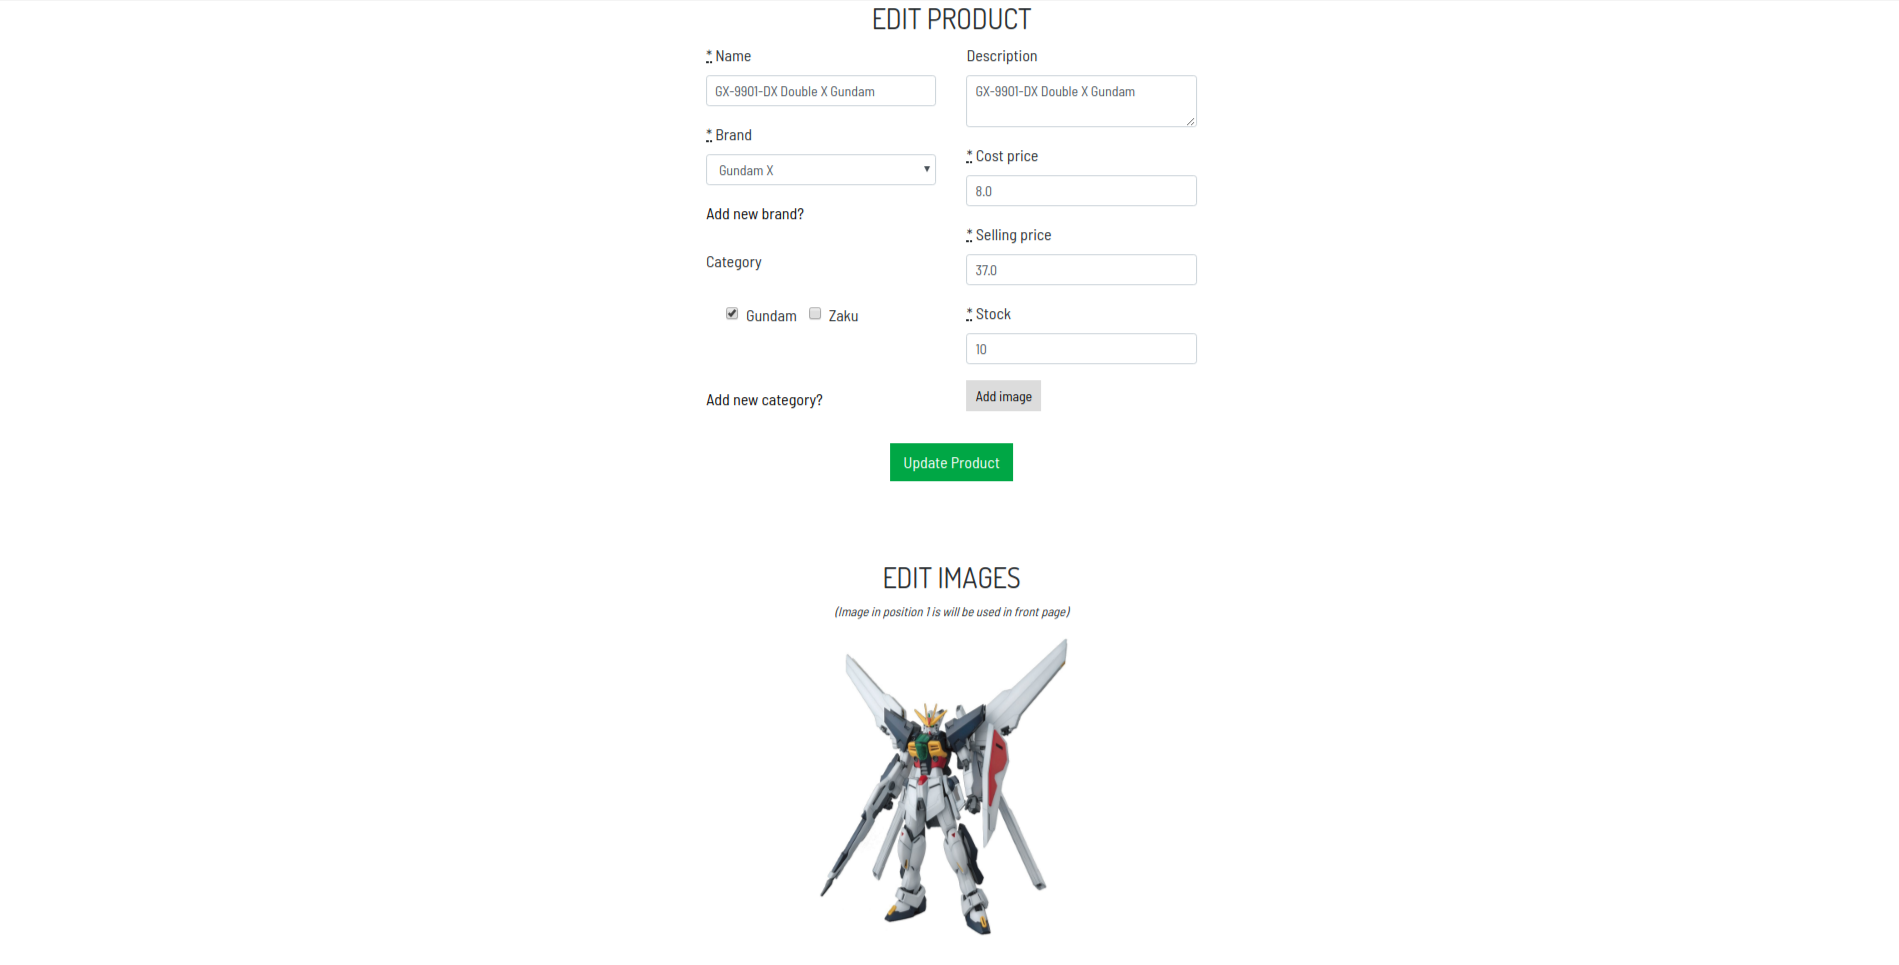 EDIT PRODUCT
* Name
GX-9901-DX Double X Gundam
* Brand
Gundam X
Add new brand?
Category
Gundam Zaku
Add new category?
Description
GX-9901-DX Double X Gundam
* Cost price
8.0
* Selling price
37.0
* Stock
10
Add image
Update Product
EDIT IMAGES
(Image in position 1 is will be used in front page)